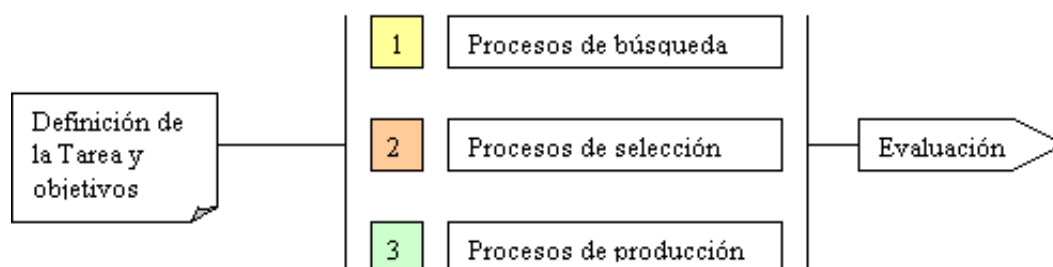 Definición de
la Tarea y
objetivos
1
Procesos de búsqueda
2
Procesos de selección
3
Procesos de producción
Evaluación